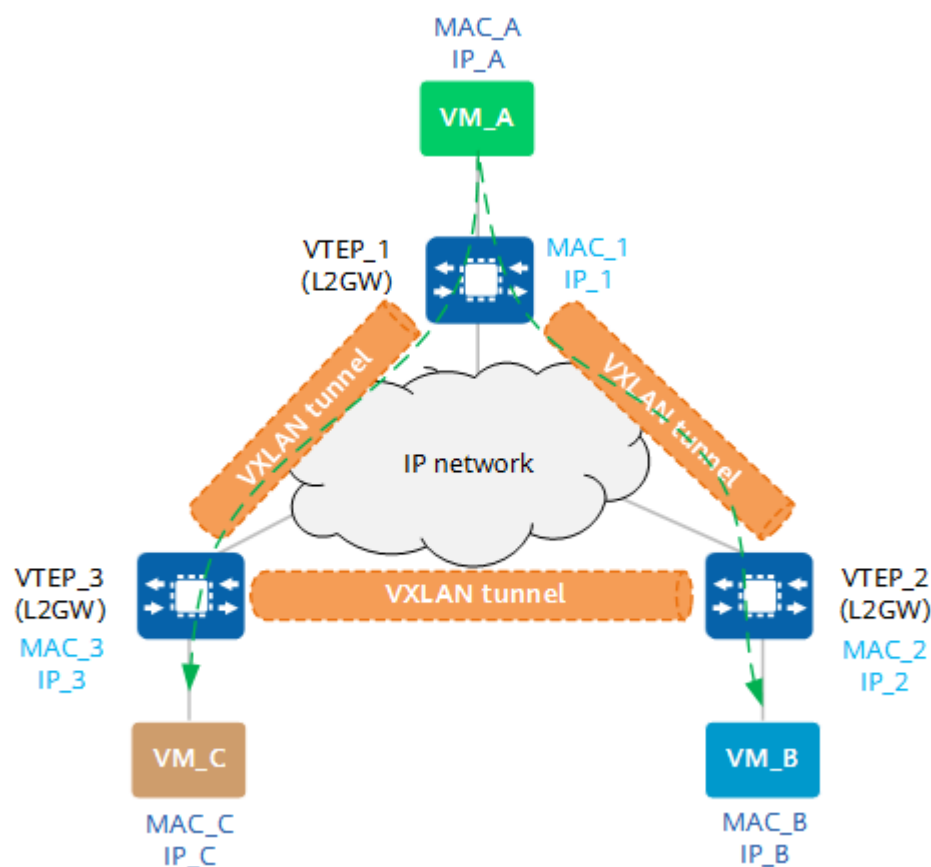 MAC_A
IP_A
VM_A
VTEP_1
(L2GW)
MAC_1
IP_1
VXLAN tunnel
VXLAN tunnel
IP network
VTEP_3
(L2GW)
MAC_3
IP_3
VXLAN tunnel
VTEP_2
(L2GW)
MAC_2
IP_2
VM_C
MAC_C
IP_C
VM_B
MAC_B
IP_B